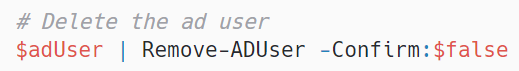 # Delete the ad user
$adUser | Remove-ADUser -Confirm:$false